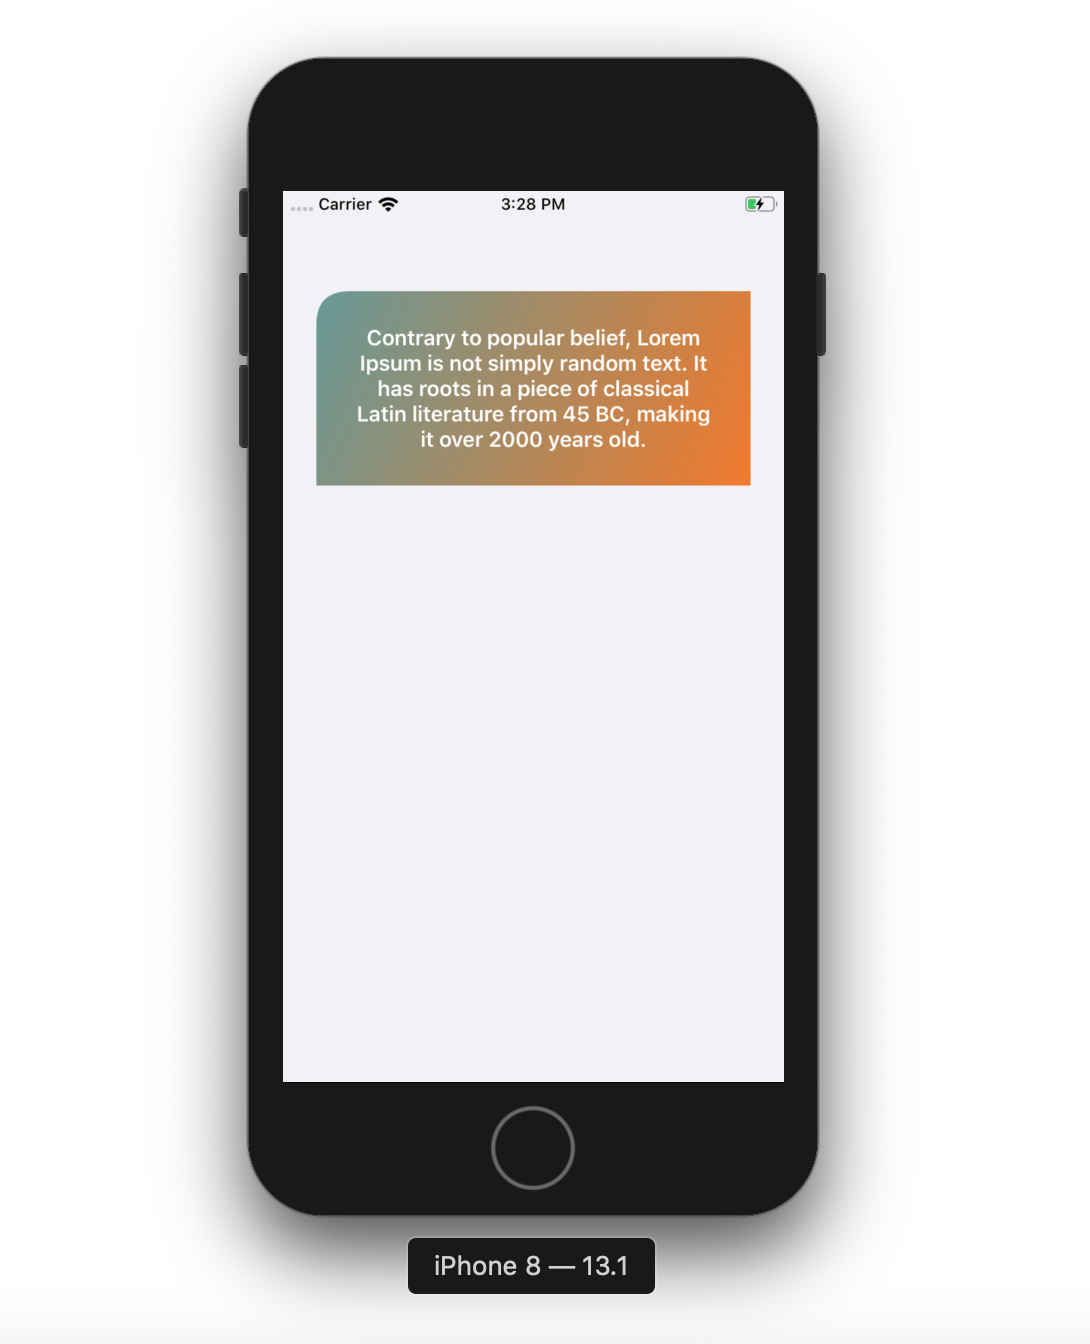 Carrier 3:28 PM
Contrary to popular belief, Lorem
Ipsum is not simply random text. It
has roots in a piece of classical
Latin literature from 45 BC, making
it over 2000 years old.
iPhone 8 — 13.1